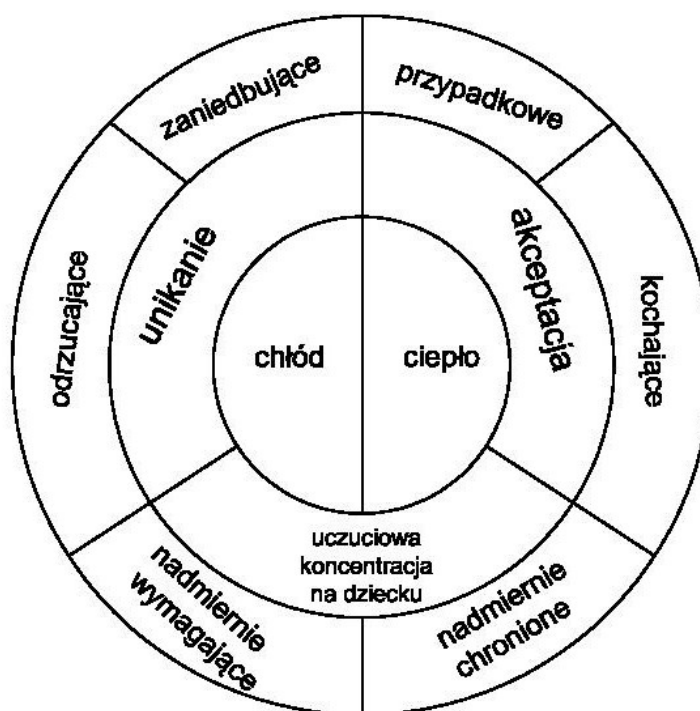 zaniedbujące
przypadkowe
odrzucające
unikanie
akceptacja
kochające
chłód
ciepło
uczuciowa
koncentracja
na dziecku
nadmiernie
wymagające
nadmiernie
chronione